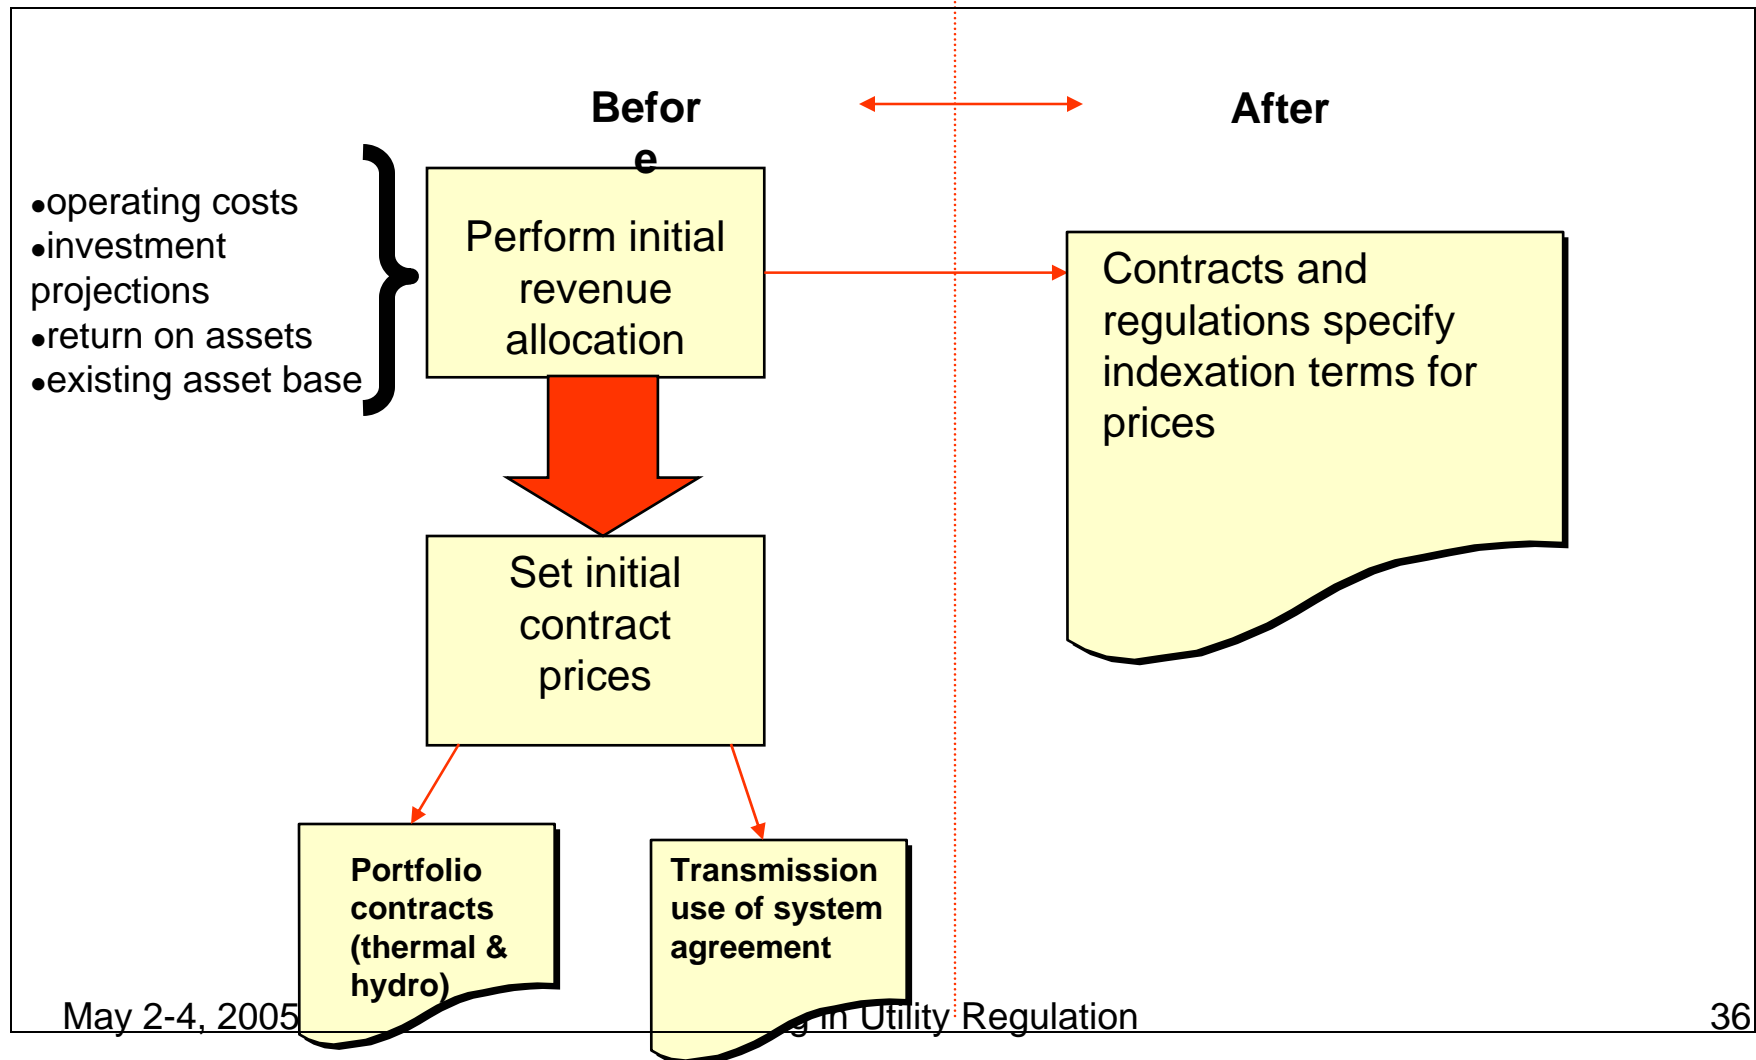 Befor
e
After
●operating costs
●investment
projections
●return on assets
●existing asset base
Perform initial
revenue
allocation
Contracts and
regulations specify
indexation terms for
prices
Set initial
contract
prices
Portfolio
contracts
(thermal &
hydro)
Transmission
use of system
agreement
May 2-4, 2005
in Utility Regulation
36